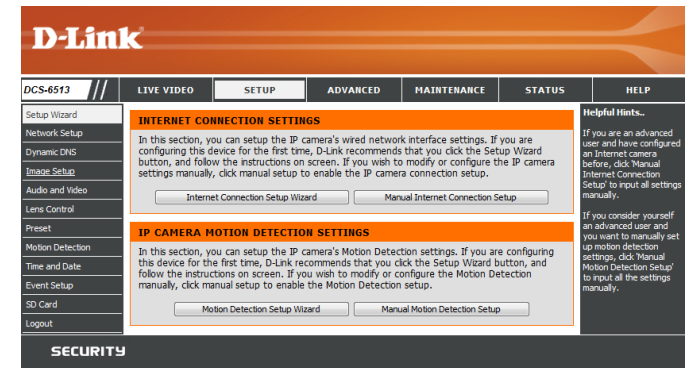 D-Link
DCS-6513
LIVE VIDEO
SETUP
ADVANCED
MAINTENANCE
STATUS
HELP
Setup Wizard
Network Setup
Dynamic DNS
Image Setup
Audio and Video
Lens Control
Preset
Motion Detection
Time and Date
Event Setup
SD Card
Logout
INTERNET CONNECTION SETTINGS
In this section, you can setup the IP camera's wired network interface settings. If you are
configuring this device for the first time, D-Link recommends that you click the Setup Wizard
button, and follow the instructions on screen. If you wish to modify or configure the IP camera
settings manually, click manual setup to enable the IP camera connection setup.
Internet Connection Setup Wizard
Manual Internet Connection Setup
IP CAMERA MOTION DETECTION SETTINGS
In this section, you can setup the IP camera's Motion Detection settings. If you are configuring
this device for the first time, D-Link recommends that you click the Setup Wizard button, and
follow the instructions on screen. If you wish to modify or configure the Motion Detection
manually, click manual setup to enable the Motion Detection setup.
Motion Detection Setup Wizard
Manual Motion Detection Setup
Helpful Hints..
If you are an advanced
user and have configured
an Internet camera
before, click 'Manual
Internet Connection
Setup' to input all settings
manually.
If you consider yourself
an advanced user and
you want to manually set
up motion detection
settings, click 'Manual
Motion Detection Setup'
to input all the settings
manually.
SECURITY